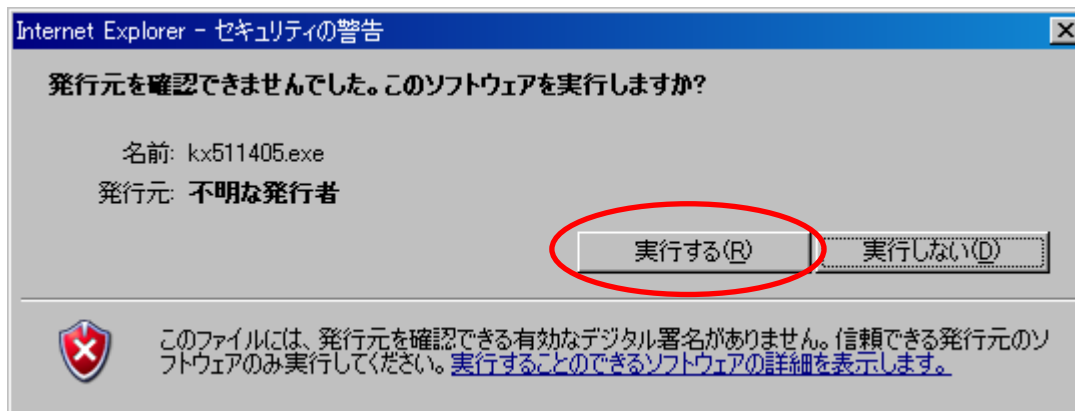 Internet Explorer - セキュリティの警告
発行元を確認できませんでした。このソフトウェアを実行しますか?
名前: kx511405.exe
発行元: 不明な発行者
実行する(R) 実行しない(D)
このファイルには、発行元を確認できる有効なデジタル署名がありません。信頼できる発行元のソ
フトウェアのみ実行してください。実行することのできるソフトウェアの詳細を表示します。